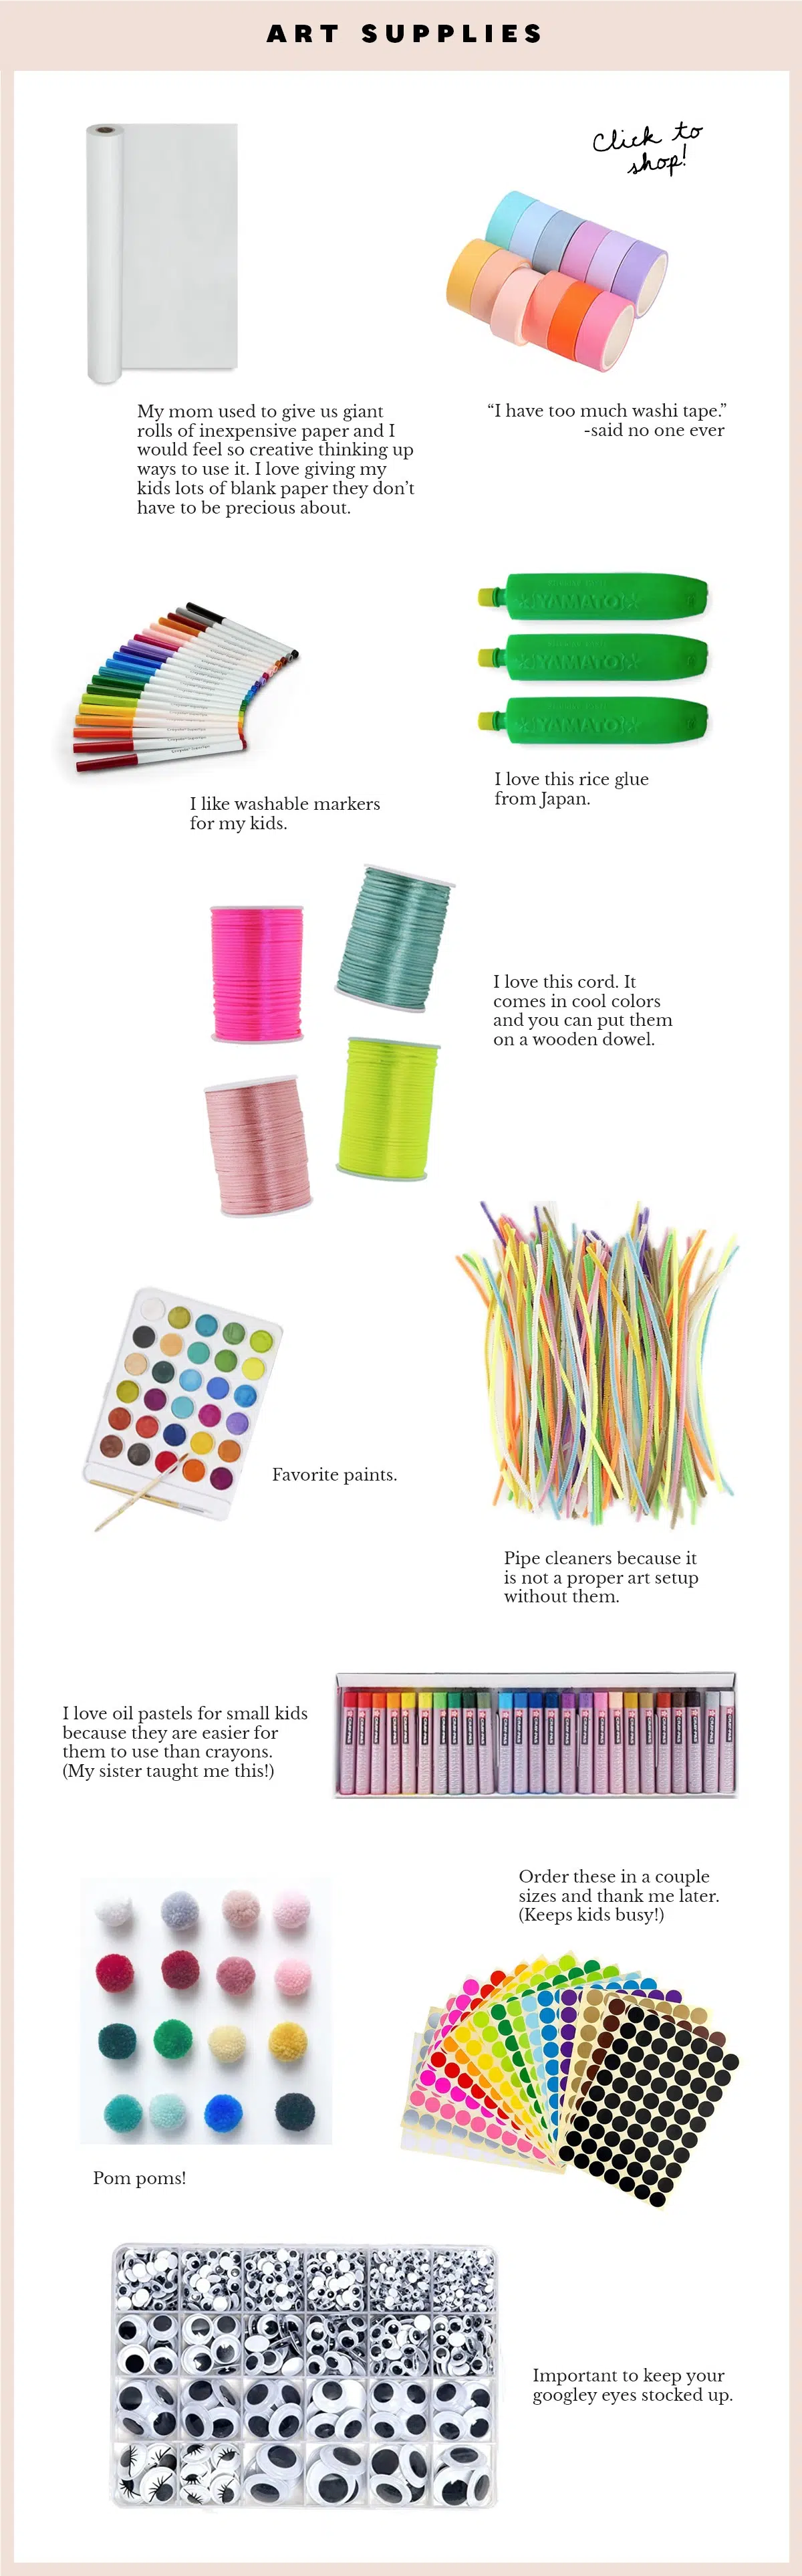 ART SUPPLIES
Click to
shop!
My mom used to give us giant
rolls of inexpensive paper and I
would feel so creative thinking up
ways to use it. I love giving my
kids lots of blank paper they don’t
have to be precious about.
“I have too much washi tape.”
-said no one ever
I like washable markers
for my kids.
YAMATO
YAMATO
YAMATO
I love this rice glue
from Japan.
I love this cord. It
comes in cool colors
and you can put them
on a wooden dowel.
Favorite paints.
Pipe cleaners because it
is not a proper art setup
without them.
I love oil pastels for small kids
because they are easier for
them to use than crayons.
(My sister taught me this!)
Order these in a couple
sizes and thank me later.
(Keeps kids busy!)
Pom poms!
Important to keep your
googley eyes stocked up.